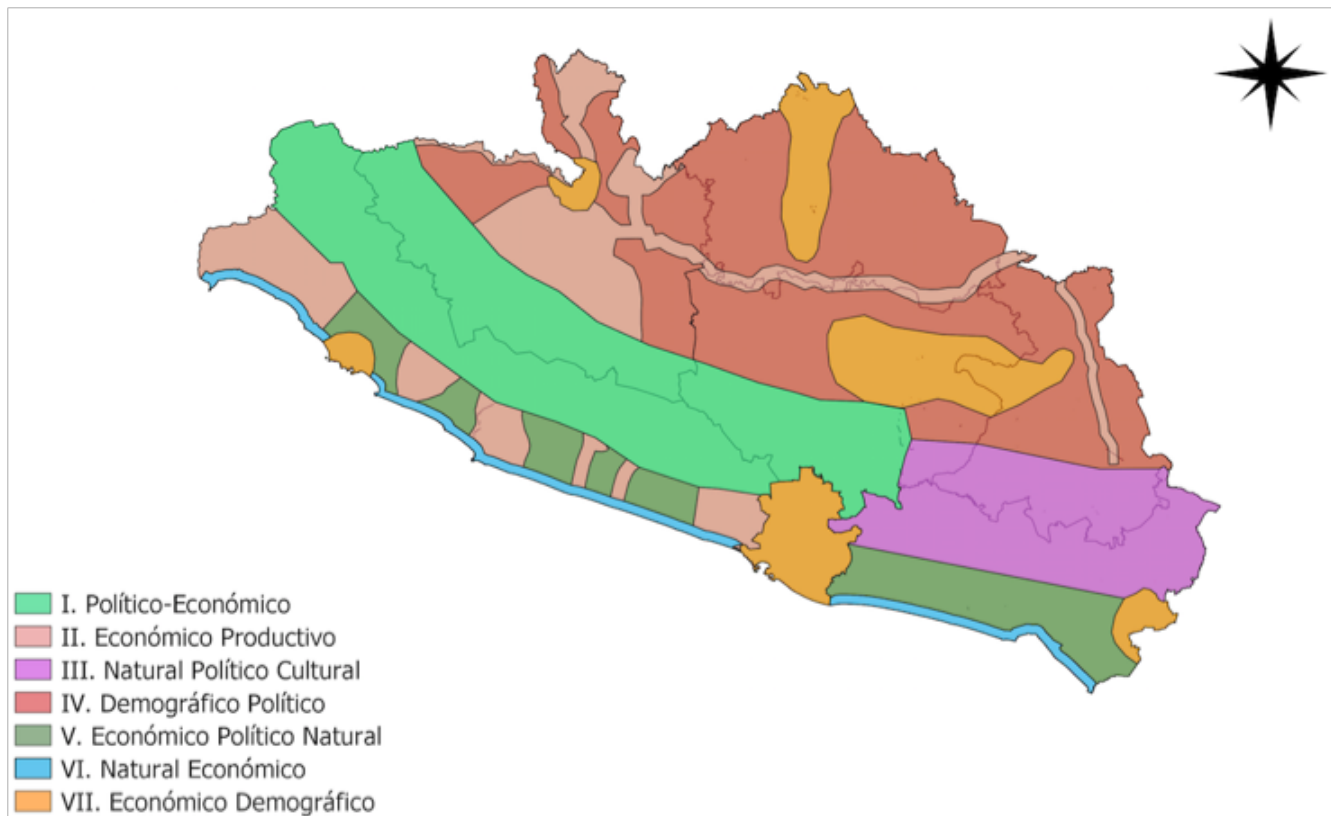 I. Político-Económico
II. Económico Productivo
III. Natural Político Cultural
IV. Demográfico Político
V. Económico Político Natural
VI. Natural Económico
VII. Económico Demográfico